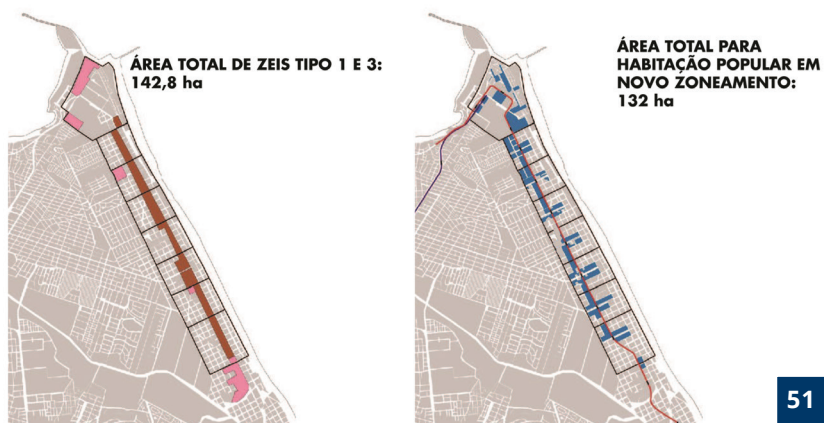 ÁREA TOTAL DE ZEIS TIPO 1 E 3:
142,8 ha
ÁREA TOTAL PARA
HABITAÇÃO POPULAR EM
NOVO ZONEAMENTO:
132 ha
51